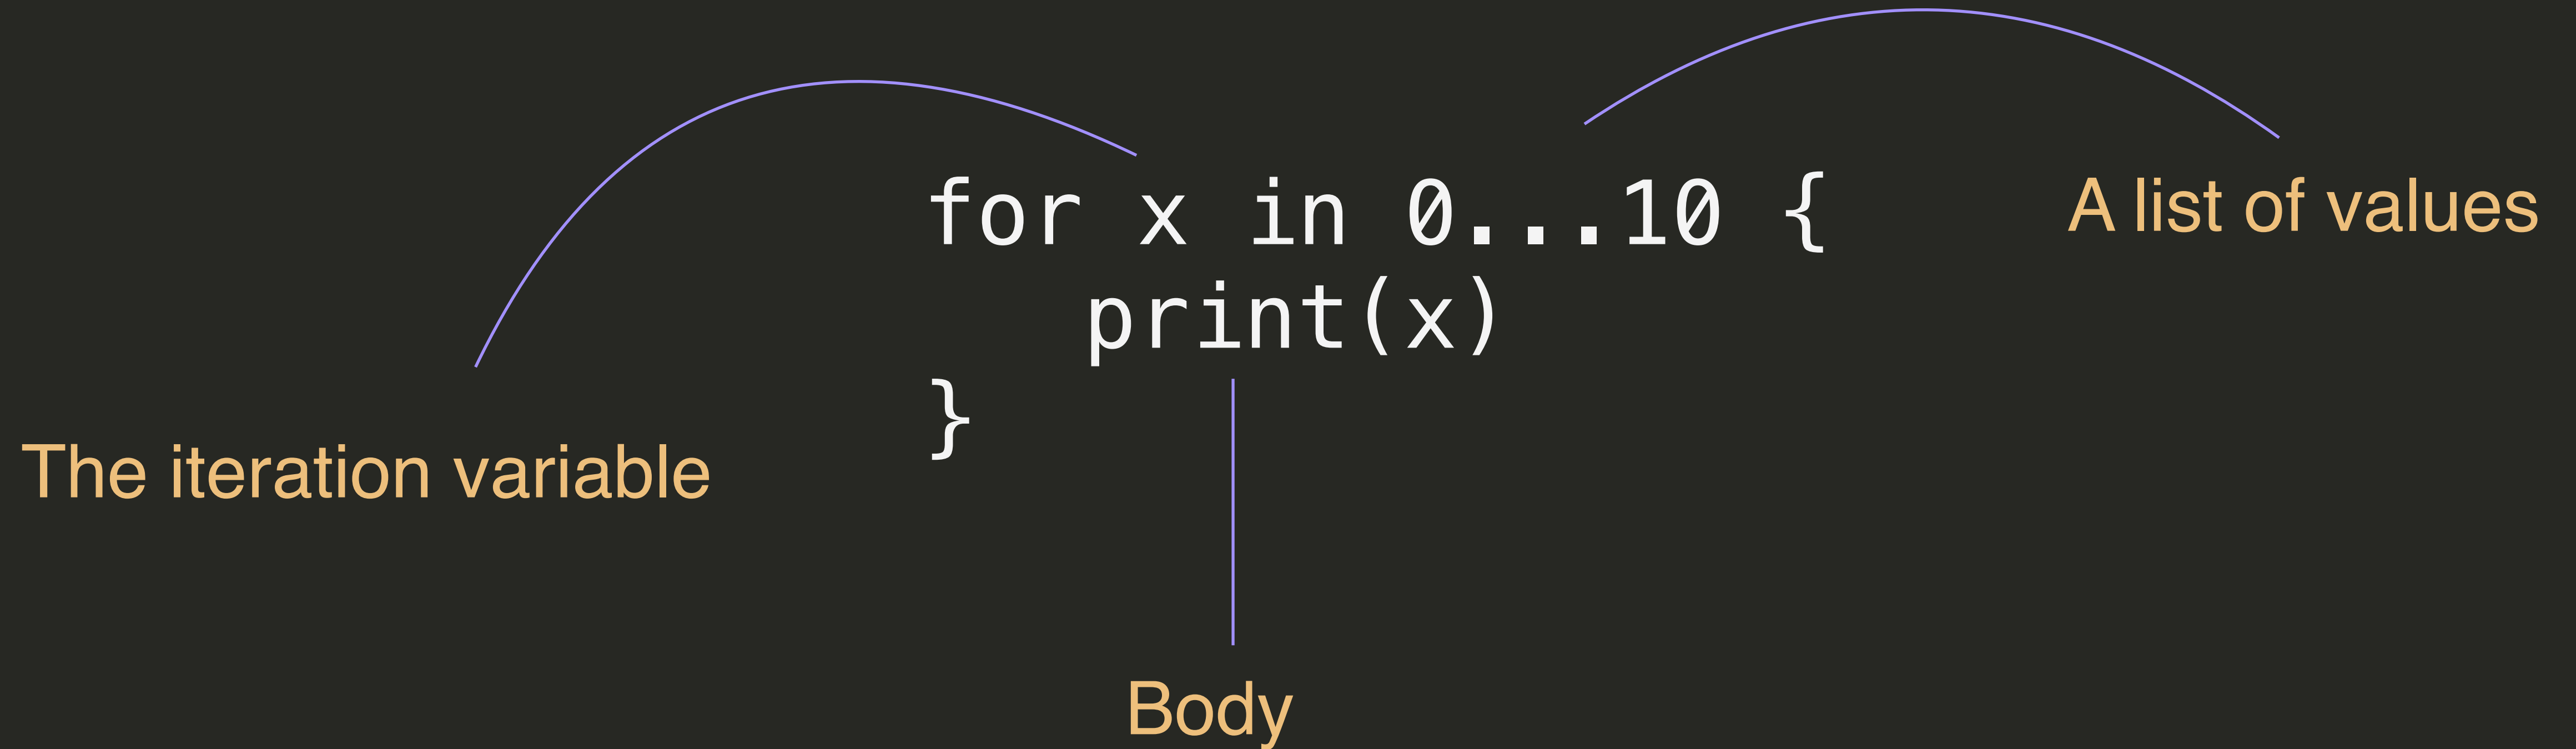 for x in 0...10 {
print(x)
}
A list of values
The iteration variable
Body